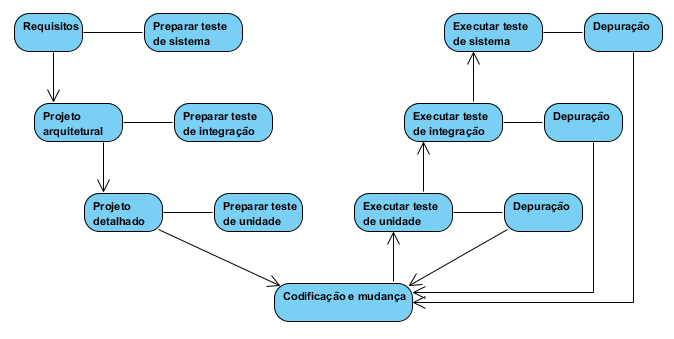 Requisitos
Preparar teste
de sistema
Executar teste
de sistema
Depuração
Projeto
arquitetural
Preparar teste
de integração
Executar teste
de integração
Depuração
Projeto
detalhado
Preparar teste
de unidade
Executar teste
de unidade
Depuração
Codificação e mudança